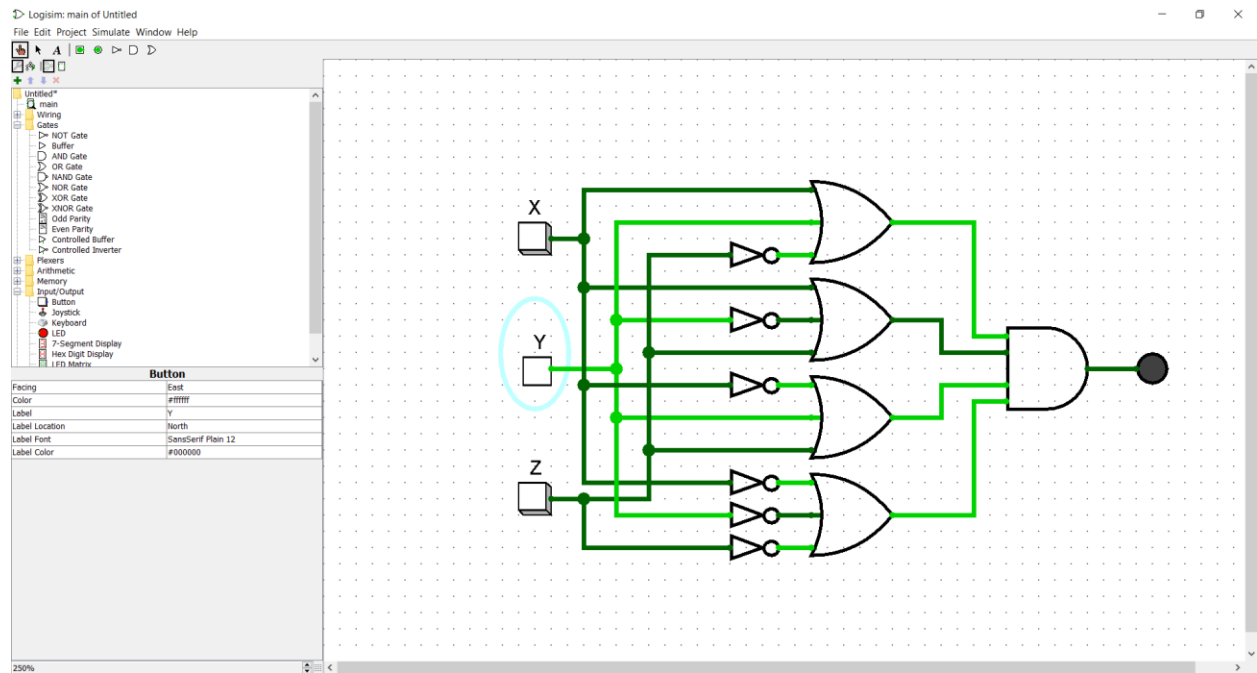 Logisim: main of Untitled
File Edit Project Simulate Window Help
A
Untitled*
main
Wiring
Gates
NOT Gate
Buffer
AND Gate
OR Gate
NAND Gate
NOR Gate
XOR Gate
XNOR Gate
Odd Parity
Even Parity
Controlled Buffer
Controlled Inverter
Plexers
Arithmetic
Memory
Input/Output
Button
Joystick
Keyboard
LED
7-Segment Display
Hex Digit Display
LED Matrix
Button
Facing East
Color #ffffff
Label Y
Label Location North
Label Font SansSerif Plain 12
Label Color #000000
250%
X
Y
Z